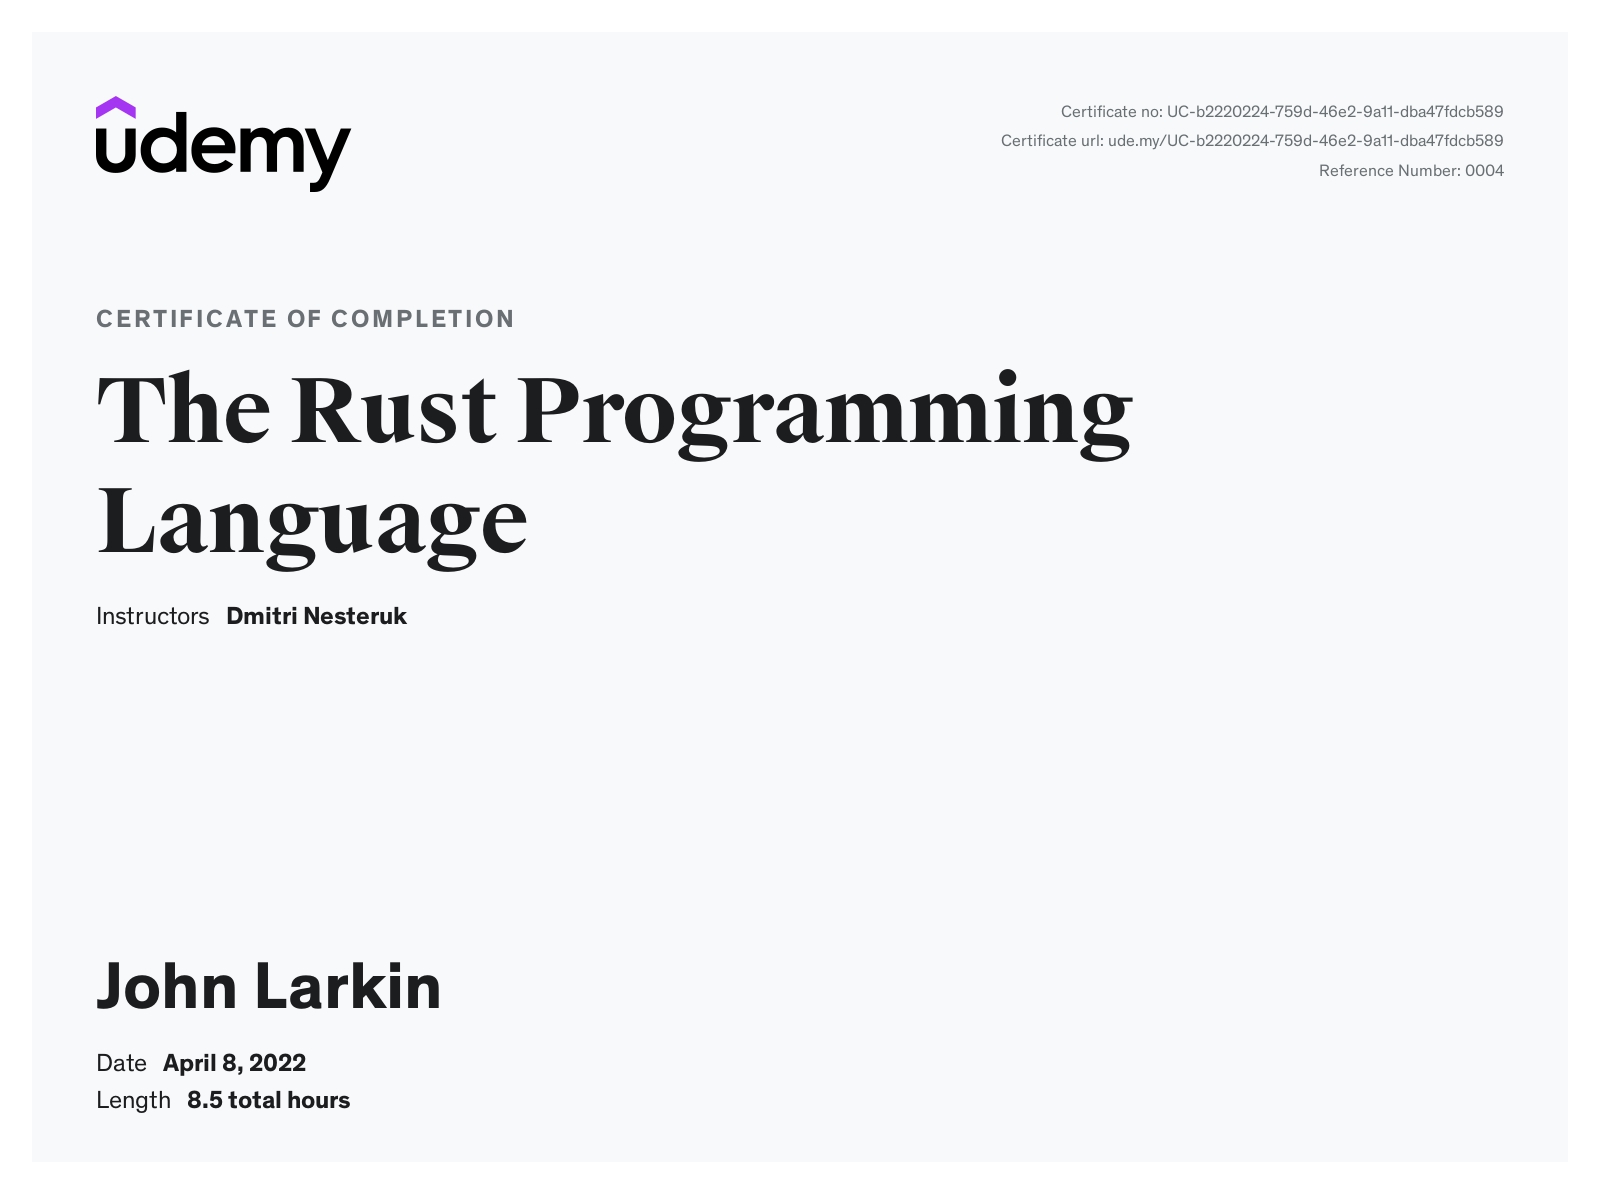 udemy
Certificate no: UC-b2220224-759d-46e2-9a11-dba47fdcb589
Certificate url: ude.my/UC-b2220224-759d-46e2-9a11-dba47fdcb589
Reference Number: 0004
CERTIFICATE OF COMPLETION
The Rust Programming
Language
Instructors Dmitri Nesteruk
John Larkin
Date April 8, 2022
Length 8.5 total hours